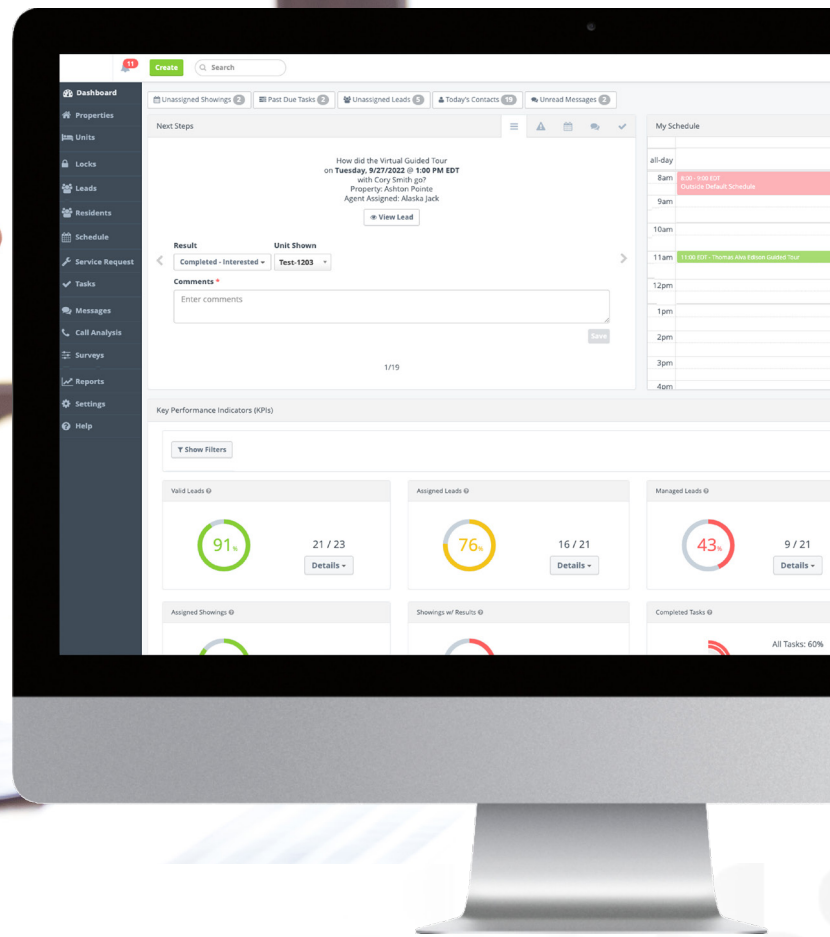 11
Create
Search
Dashboard
Properties
Units
Locks
Leads
Residents
Schedule
Service Request
Tasks
Messages
Call Analysis
Surveys
Reports
Settings
Help
Unassigned Showings 2
Past Due Tasks 2
Unassigned Leads 5
Today's Contacts 19
Unread Messages 2
Next Steps
How did the Virtual Guided Tour
on Tuesday, 9/27/2022 @ 1:00 PM EDT
with Cory Smith go?
Property: Ashton Pointe
Agent Assigned: Alaska Jack
View Lead
Result
Unit Shown
Completed - Interested
Test-1203
Comments *
Enter comments
Save
1/19
My Schedule
all-day
8am
8:00 - 9:00 EDT
Outside Default Schedule
9am
10am
11am
11:00 EDT - Thomas Alva Edison Guided Tour
12pm
1pm
2pm
3pm
4pm
Key Performance Indicators (KPIs)
Show Filters
Valid Leads
91%
21 / 23
Details
Assigned Leads
76%
16 / 21
Details
Managed Leads
43%
9 / 21
Details
Assigned Showings
Showings w/ Results
Completed Tasks
All Tasks: 60%